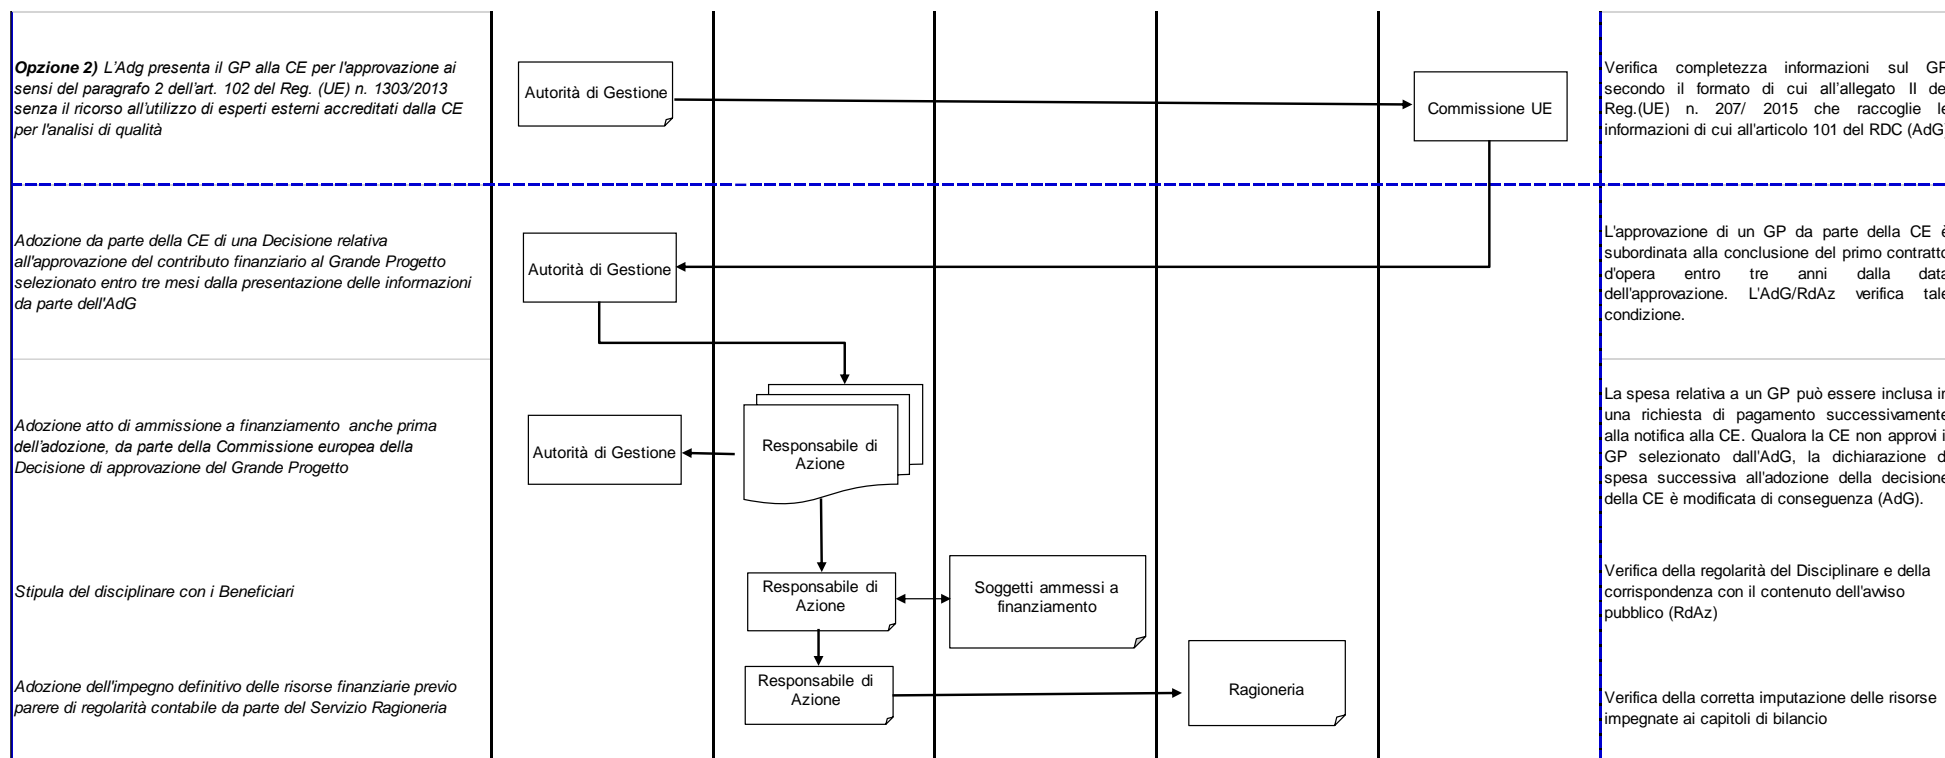 Opzione 2) L'Adg presenta il GP alla CE per l'approvazione ai
sensi del paragrafo 2 dell'art. 102 del Reg. (UE) n. 1303/2013
senza il ricorso all'utilizzo di esperti esterni accreditati dalla CE
per l'analisi di qualità
Autorità di Gestione
Commissione UE
Verifica completezza informazioni sul GP
secondo il formato di cui all'allegato II de
Reg.(UE) n. 207/ 2015 che raccoglie le
informazioni di cui all'articolo 101 del RDC (AdG)
Adozione da parte della CE di una Decisione relativa
all'approvazione del contributo finanziario al Grande Progetto
selezionato entro tre mesi dalla presentazione delle informazioni
da parte dell'AdG
Autorità di Gestione
L'approvazione di un GP da parte della CE è
subordinata alla conclusione del primo contratto
d'opera entro tre anni dalla data
dell'approvazione. L'AdG/RdAz verifica tale
condizione.
Adozione atto di ammissione a finanziamento anche prima
dell'adozione, da parte della Commissione europea della
Decisione di approvazione del Grande Progetto
Autorità di Gestione
Responsabile di
Azione
La spesa relativa a un GP può essere inclusa in
una richiesta di pagamento successivamente
alla notifica alla CE. Qualora la CE non approvi i
GP selezionato dall'AdG, la dichiarazione d
spesa successiva all'adozione della decisione
della CE è modificata di conseguenza (AdG).
Stipula del disciplinare con i Beneficiari
Responsabile di
Azione
Soggetti ammessi a
finanziamento
Verifica della regolarità del Disciplinare e della
corrispondenza con il contenuto dell'avviso
pubblico (RdAz)
Adozione dell'impegno definitivo delle risorse finanziarie previo
parere di regolarità contabile da parte del Servizio Ragioneria
Responsabile di
Azione
Ragioneria
Verifica della corretta imputazione delle risorse
impegnate ai capitoli di bilancio